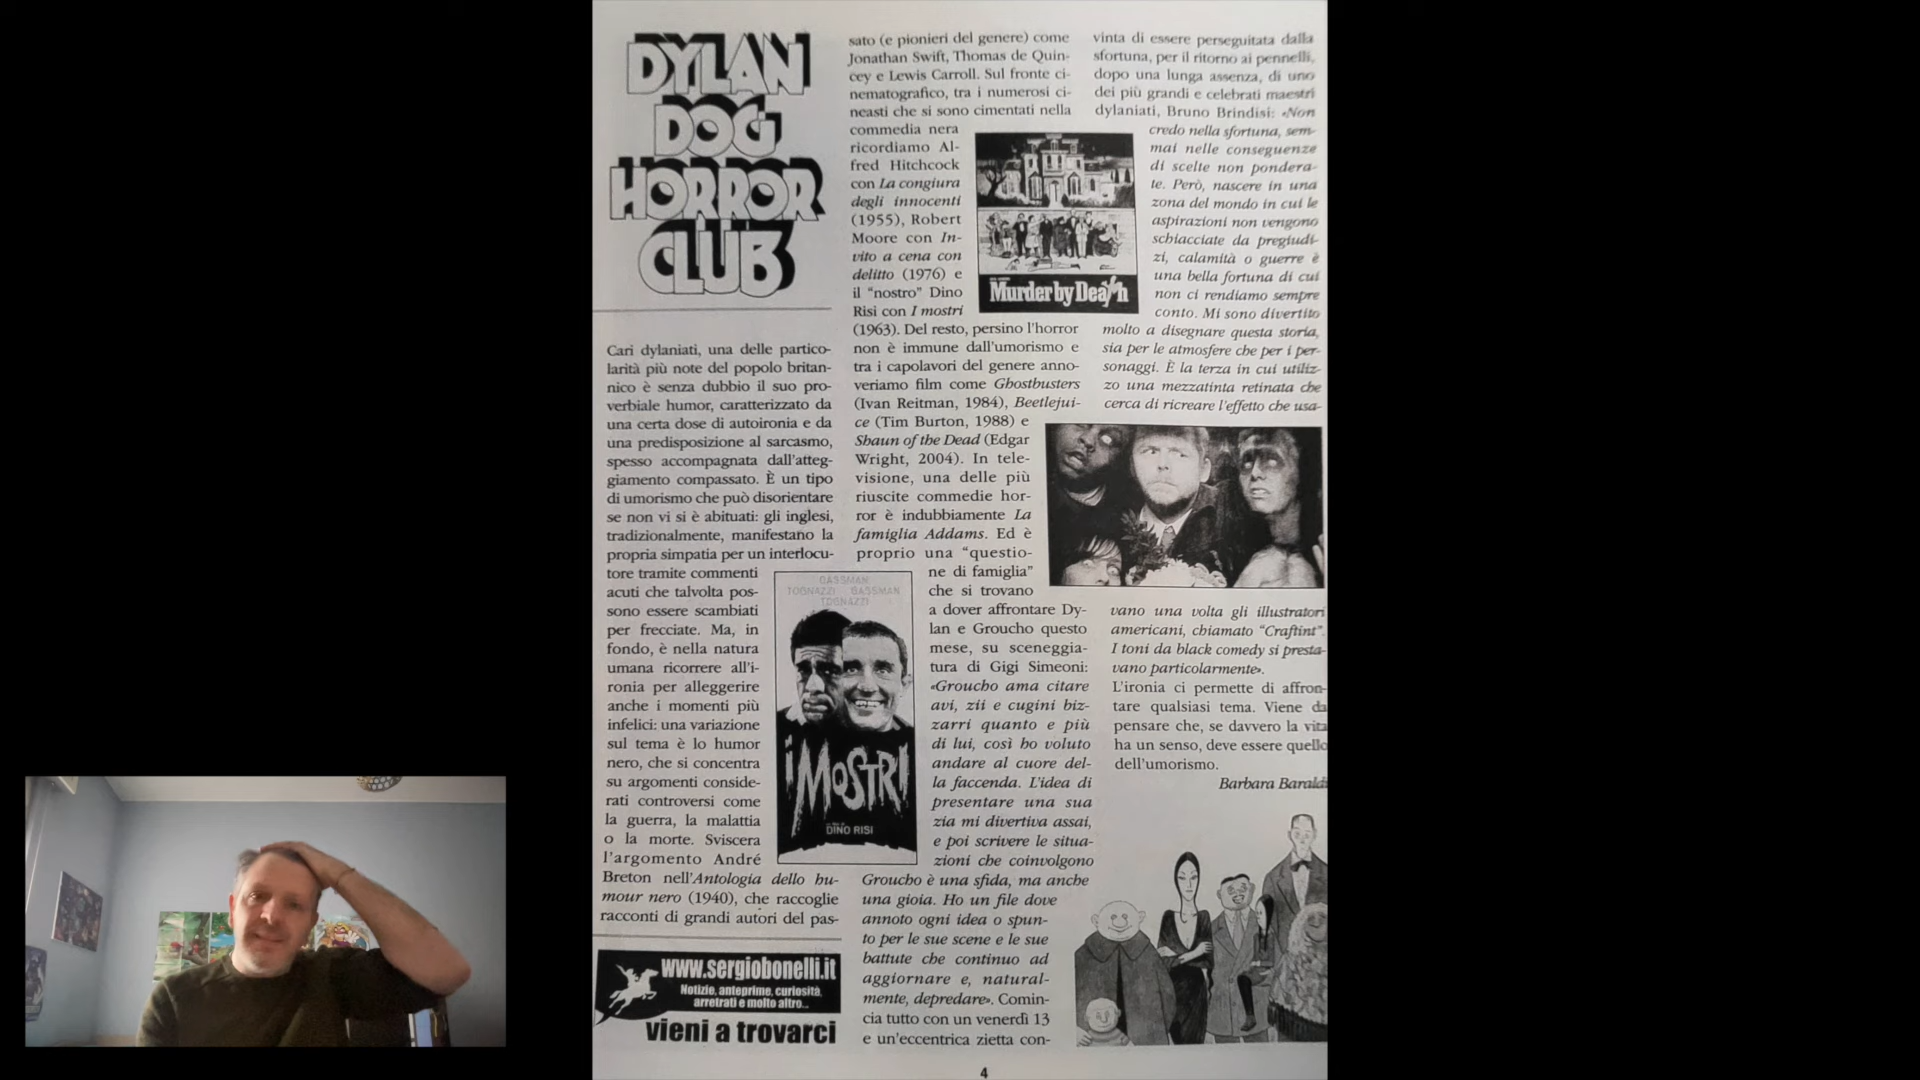 DYLAN
DOG
HORROR
CLUB
Cari dylaniati, una delle partico-
larità più note del popolo britan-
nico è senza dubbio il suo pro-
verbiale humor, caratterizzato da
una certa dose di autoironia e da
una predisposizione al sarcasmo,
spesso accompagnata dall'atteg-
giamento compassato. È un tipo
di umorismo che può disorientare
se non vi si è abituati: gli inglesi,
tradizionalmente, manifestano la
propria simpatia per un interlocu-
tore tramite commenti
acuti che talvolta pos-
sono essere scambiati
per frecciate. Ma, in
fondo, è nella natura
umana ricorrere all'i-
ronia per alleggerire
anche i momenti più
infelici: una variazione
sul tema è lo humor
nero, che si concentra
su argomenti conside-
rati controversi come
la guerra, la malattia
o la morte. Sviscera
l'argomento André
Breton nell'Antologia dello hu-
mour nero (1940), che raccoglie
racconti di grandi autori del pas-
www.sergiobonelli.it
Notizie, anteprime, curiosità,
arretrati e molto altro...
vieni a trovarci
GASSMAN
TOGNAZZI GASSMAN
TOGNAZZI
i MOSTRI
un film di
DINO RISI
sato (e pionieri del genere) come
Jonathan Swift, Thomas de Quin-
cey e Lewis Carroll. Sul fronte ci-
nematografico, tra i numerosi ci-
neasti che si sono cimentati nella
commedia nera
ricordiamo Al-
fred Hitchcock
con La congiura
degli innocenti
(1955), Robert
Moore con In-
vito a cena con
delitto (1976) e
il "nostro" Dino
Risi con I mostri
(1963). Del resto, persino l'horror
non è immune dall'umorismo e
tra i capolavori del genere anno-
veriamo film come Ghostbusters
(Ivan Reitman, 1984), Beetlejui-
ce (Tim Burton, 1988) e
Shaun of the Dead (Edgar
Wright, 2004). In tele-
visione, una delle più
riuscite commedie hor-
ror è indubbiamente La
famiglia Addams. Ed è
proprio una "questio-
ne di famiglia"
che si trovano
a dover affrontare Dy-
lan e Groucho questo
mese, su sceneggia-
tura di Gigi Simeoni:
«Groucho ama citare
avi, zii e cugini biz-
zarri quanto e più
di lui, così ho voluto
andare al cuore del-
la faccenda. L'idea di
presentare una sua
zia mi divertiva assai,
e poi scrivere le situa-
zioni che coinvolgono
Groucho è una sfida, ma anche
una gioia. Ho un file dove
annoto ogni idea o spun-
to per le sue scene e le sue
battute che continuo ad
aggiornare e, natural-
mente, depredare». Comin-
cia tutto con un venerdì 13
e un'eccentrica zietta con-
Murder by Death
vinta di essere perseguitata dalla
sfortuna, per il ritorno ai pennelli,
dopo una lunga assenza, di uno
dei più grandi e celebrati maestri
dylaniati, Bruno Brindisi: «Non
credo nella sfortuna, sem-
mai nelle conseguenze
di scelte non pondera-
te. Però, nascere in una
zona del mondo in cui le
aspirazioni non vengono
schiacciate da pregiudi-
zi, calamità o guerre è
una bella fortuna di cui
non ci rendiamo sempre
conto. Mi sono divertito
molto a disegnare questa storia,
sia per le atmosfere che per i per-
sonaggi. È la terza in cui utiliz-
zo una mezzatinta retinata che
cerca di ricreare l'effetto che usa-
vano una volta gli illustratori
americani, chiamato "Craftint".
I toni da black comedy si presta-
vano particolarmente».
L'ironia ci permette di affron-
tare qualsiasi tema. Viene da
pensare che, se davvero la vita
ha un senso, deve essere quello
dell'umorismo.
Barbara Baraldi
4